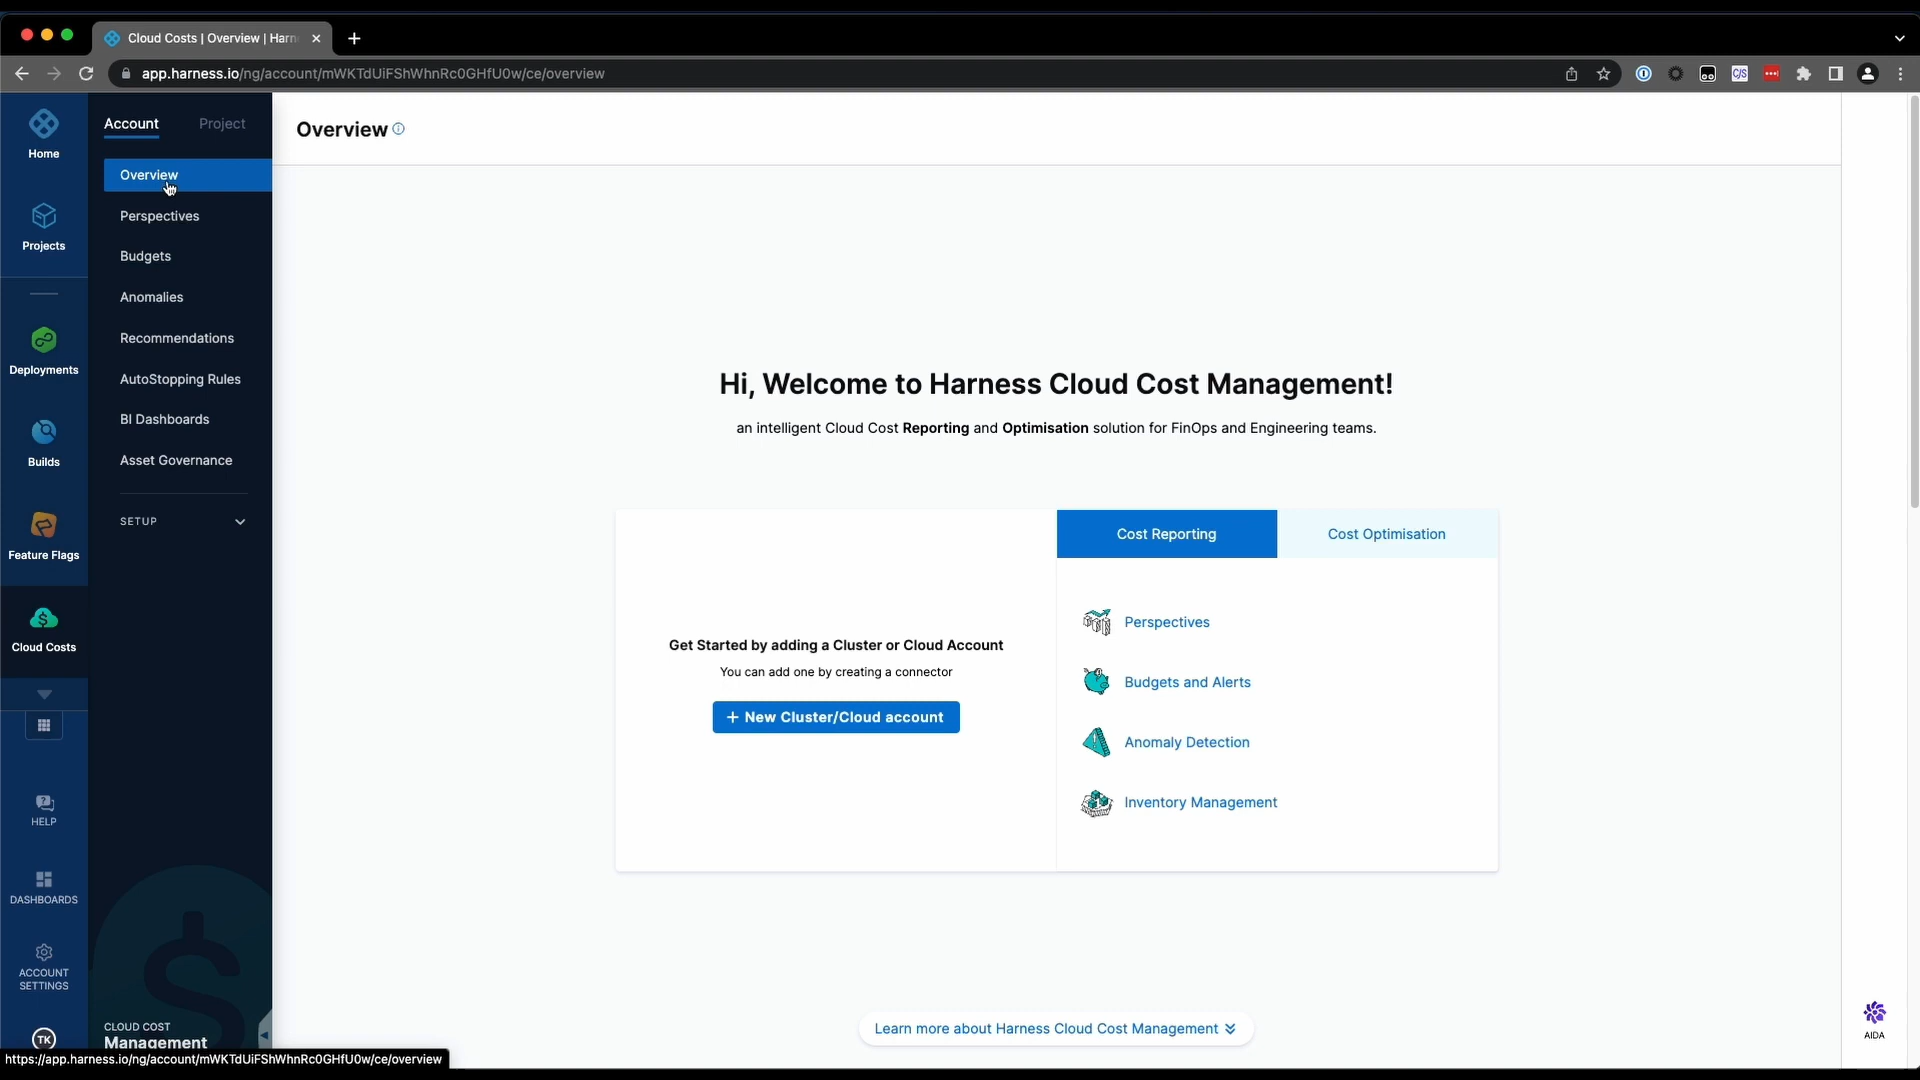 Cloud Costs | Overview | Harn
app.harness.io/ng/account/mWKTdUiFShWhnRc0GHfU0w/ce/overview
C/S
Home
Projects
Deployments
Builds
Feature Flags
Cloud Costs
HELP
DASHBOARDS
ACCOUNT
SETTINGS
TK
Account
Project
Overview
Perspectives
Budgets
Anomalies
Recommendations
AutoStopping Rules
BI Dashboards
Asset Governance
SETUP
CLOUD COST
Management
https://app.harness.io/ng/account/mWKTdUiFShWhnRc0GHfU0w/ce/overview
Overview
Hi, Welcome to Harness Cloud Cost Management!
an intelligent Cloud Cost Reporting and Optimisation solution for FinOps and Engineering teams.
Get Started by adding a Cluster or Cloud Account
You can add one by creating a connector
+ New Cluster/Cloud account
Cost Reporting
Cost Optimisation
Perspectives
Budgets and Alerts
Anomaly Detection
Inventory Management
Learn more about Harness Cloud Cost Management
AIDA